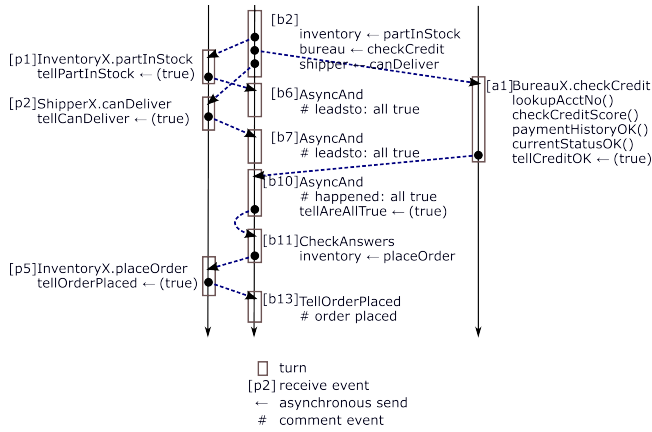 [b2]
inventory ← partInStock
bureau ← checkCredit
shipper ← canDeliver
[p1]InventoryX.partInStock
tellPartInStock ← (true)
[a1]BureauX.checkCredit
lookupAcctNo()
checkCreditScore()
paymentHistoryOK()
currentStatusOK()
tellCreditOK ← (true)
[b6]AsyncAnd
# leadsto: all true
[p2]ShipperX.canDeliver
tellCanDeliver ← (true)
[b7]AsyncAnd
# leadsto: all true
[b10]AsyncAnd
# happened: all true
tellAreAllTrue ← (true)
[b11]CheckAnswers
inventory ← placeOrder
[p5]InventoryX.placeOrder
tellOrderPlaced ← (true)
[b13]TellOrderPlaced
# order placed
turn
[p2] receive event
← asynchronous send
# comment event